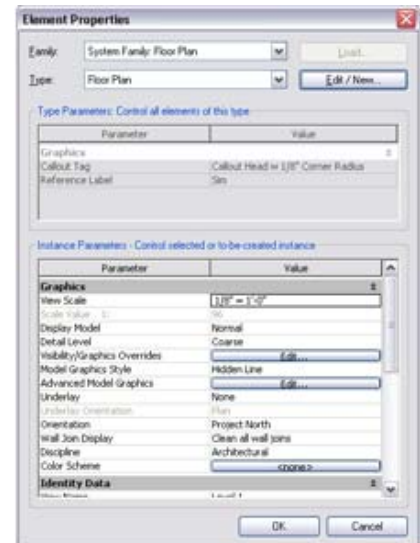 Element Properties
Family: System Family: Floor Plan Load...
Type: Floor Plan Edit / New...
Type Parameters: Control all elements of this type
Parameter Value
Graphics
Callout Tag Callout Head w 1/8" Corner Radius
Reference Label Sim
Instance Parameters - Control selected or to-be-created instance
Parameter Value
Graphics
View Scale 1/8" = 1'-0"
Scale Value 1: 96
Display Model Normal
Detail Level Coarse
Visibility/Graphics Overrides Edit...
Model Graphics Style Hidden Line
Advanced Model Graphics Edit...
Underlay None
Underlay Orientation Plan
Orientation Project North
Wall Join Display Clean all wall joins
Discipline Architectural
Color Scheme <none>
Identity Data
View Name Level 1
OK Cancel